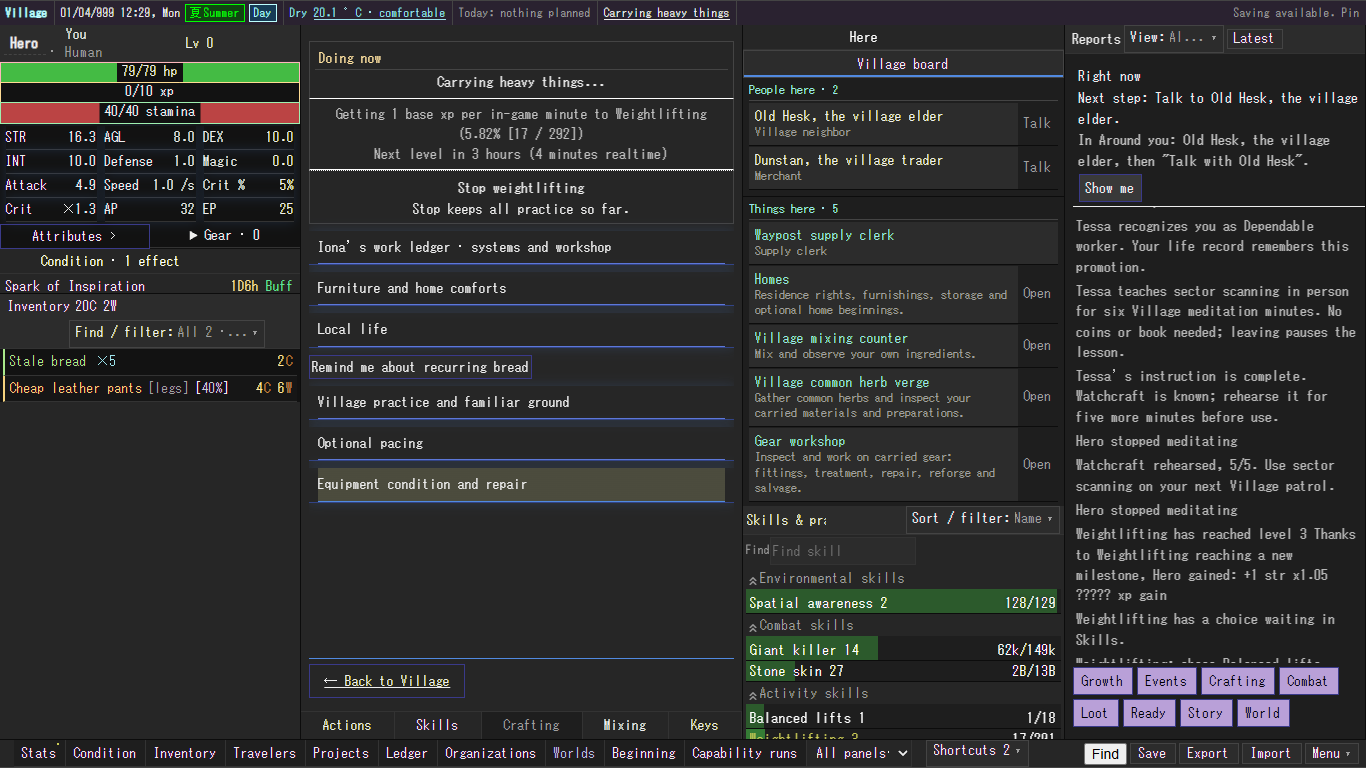 Village 01/04/999 12:29, Mon 夏Summer Day Dry 20.1 ° C · comfortable Today: nothing planned Carrying heavy things Saving available. Pin
Hero · You
Human
Lv 0
79/79 hp
0/10 xp
40/40 stamina
STR 16.3 AGL 8.0 DEX 10.0
INT 10.0 Defense 1.0 Magic 0.0
Attack 4.9 Speed 1.0 /s Crit % 5%
Crit ×1.3 AP 32 EP 25
Attributes > ▶ Gear · 0
Condition · 1 effect
Spark of Inspiration 1D6h Buff
Inventory 20C 2W
Find / filter: All 2 ·... ▾
Stale bread ×5 2C
Cheap leather pants [legs] [40%] 4C 6W
Doing now
Carrying heavy things...
Getting 1 base xp per in-game minute to Weightlifting
(5.82% [17 / 292])
Next level in 3 hours (4 minutes realtime)
Stop weightlifting
Stop keeps all practice so far.
Iona's work ledger · systems and workshop
Furniture and home comforts
Local life
Remind me about recurring bread
Village practice and familiar ground
Optional pacing
Equipment condition and repair
← Back to Village
Actions Skills Crafting Mixing Keys
Here
Village board
People here · 2
Old Hesk, the village elder
Village neighbor
Talk
Dunstan, the village trader
Merchant
Talk
Things here · 5
Waypost supply clerk
Supply clerk
Homes
Residence rights, furnishings, storage and
optional home beginnings.
Open
Village mixing counter
Mix and observe your own ingredients.
Open
Village common herb verge
Gather common herbs and inspect your
carried materials and preparations.
Open
Gear workshop
Inspect and work on carried gear:
fittings, treatment, repair, reforge and
salvage.
Open
Skills & pra
Sort / filter: Name ▾
Find Find skill
Environmental skills
Spatial awareness 2 128/129
Combat skills
Giant killer 14 62k/149k
Stone skin 27 2B/13B
Activity skills
Balanced lifts 1 1/18
Weightlifting 3 17/291
Reports View: Al... ▾ Latest
Right now
Next step: Talk to Old Hesk, the village
elder.
In Around you: Old Hesk, the village
elder, then "Talk with Old Hesk".
Show me
Tessa recognizes you as Dependable
worker. Your life record remembers this
promotion.
Tessa teaches sector scanning in person
for six Village meditation minutes. No
coins or book needed; leaving pauses the
lesson.
Tessa's instruction is complete.
Watchcraft is known; rehearse it for
five more minutes before use.
Hero stopped meditating
Watchcraft rehearsed, 5/5. Use sector
scanning on your next Village patrol.
Hero stopped meditating
Weightlifting has reached level 3 Thanks
to Weightlifting reaching a new
milestone, Hero gained: +1 str x1.05
????? xp gain
Weightlifting has a choice waiting in
Skills.
Weightlifting: chose Balanced lifts
Growth Events Crafting Combat
Loot Ready Story World
Stats Condition Inventory Travelers Projects Ledger Organizations Worlds Beginning Capability runs All panels Shortcuts 2 ▾ Find Save Export Import Menu ▾